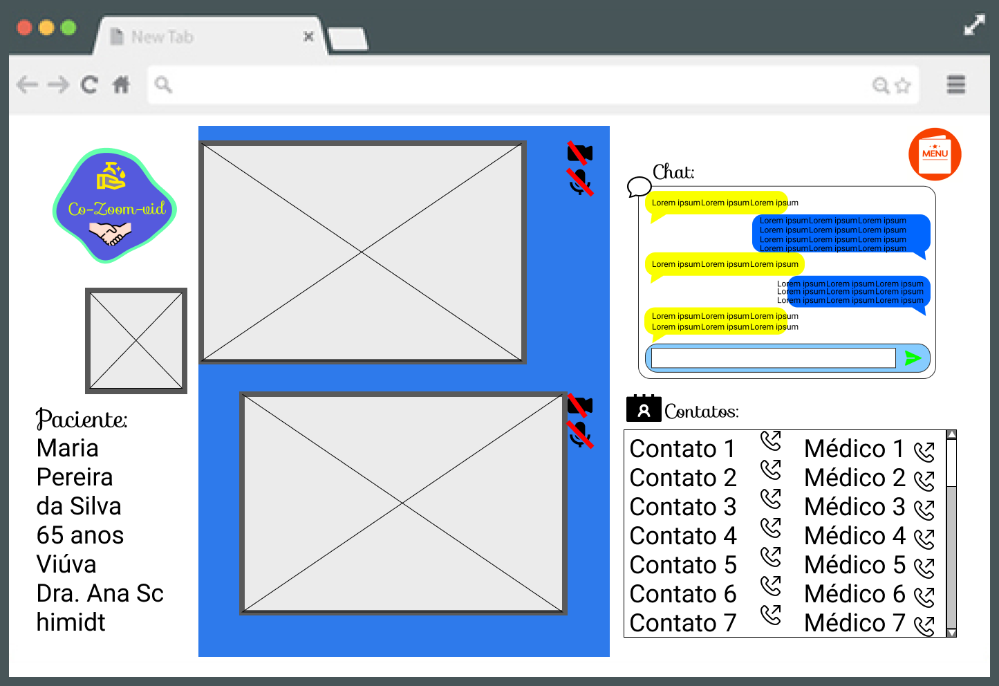 New Tab
MENU
Co-Zoom-vid
Chat:
Lorem ipsumLorem ipsumLorem ipsum
Lorem ipsumLorem ipsumLorem ipsum
Lorem ipsumLorem ipsumLorem ipsum
Lorem ipsumLorem ipsumLorem ipsum
Lorem ipsumLorem ipsumLorem ipsum
Lorem ipsumLorem ipsumLorem ipsum
Lorem ipsumLorem ipsumLorem ipsum
Lorem ipsumLorem ipsumLorem ipsum
Lorem ipsumLorem ipsumLorem ipsum
Lorem ipsumLorem ipsumLorem ipsum
Lorem ipsumLorem ipsumLorem ipsum
Paciente:
Maria
Pereira
da Silva
65 anos
Viúva
Dra. Ana Sc
himidt
Contatos:
Contato 1 Médico 1
Contato 2 Médico 2
Contato 3 Médico 3
Contato 4 Médico 4
Contato 5 Médico 5
Contato 6 Médico 6
Contato 7 Médico 7